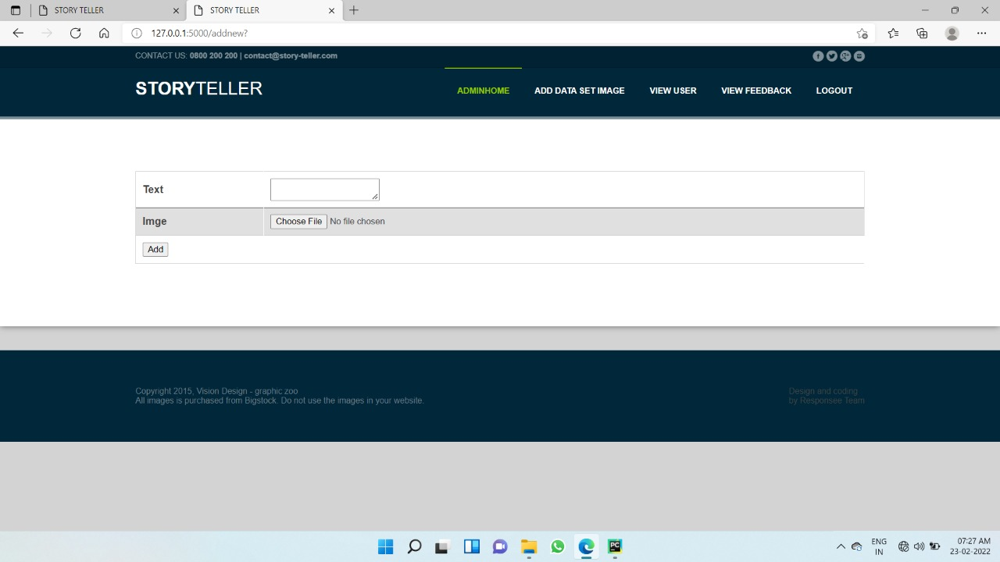 STORY TELLER
STORY TELLER
127.0.0.1:5000/addnew?
CONTACT US: 0800 200 200 | contact@story-teller.com
STORYTELLER
ADMINHOME
ADD DATA SET IMAGE
VIEW USER
VIEW FEEDBACK
LOGOUT
Text
Imge
Choose File No file chosen
Add
Copyright 2015, Vision Design - graphic zoo
All images is purchased from Bigstock. Do not use the images in your website.
Design and coding
by Responsee Team
PC
ENG
IN
07:27 AM
23-02-2022